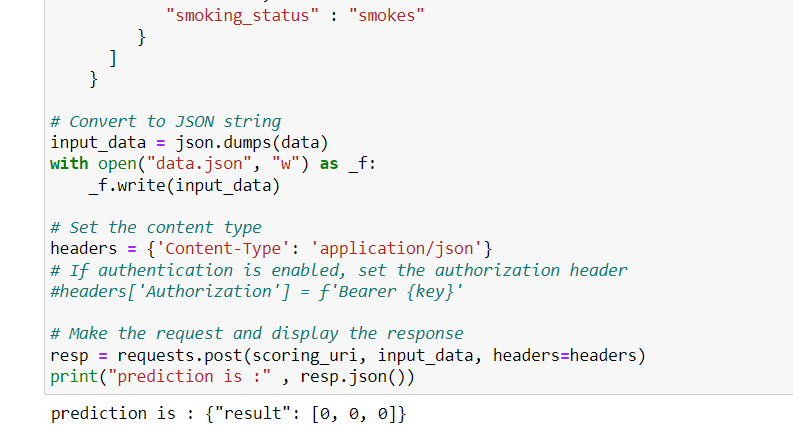 "smoking_status" : "smokes"
}
]
}
# Convert to JSON string
input_data = json.dumps(data)
with open("data.json", "w") as _f:
_f.write(input_data)
# Set the content type
headers = {'Content-Type': 'application/json'}
# If authentication is enabled, set the authorization header
#headers['Authorization'] = f'Bearer {key}'
# Make the request and display the response
resp = requests.post(scoring_uri, input_data, headers=headers)
print("prediction is :" , resp.json())
prediction is : {"result": [0, 0, 0]}